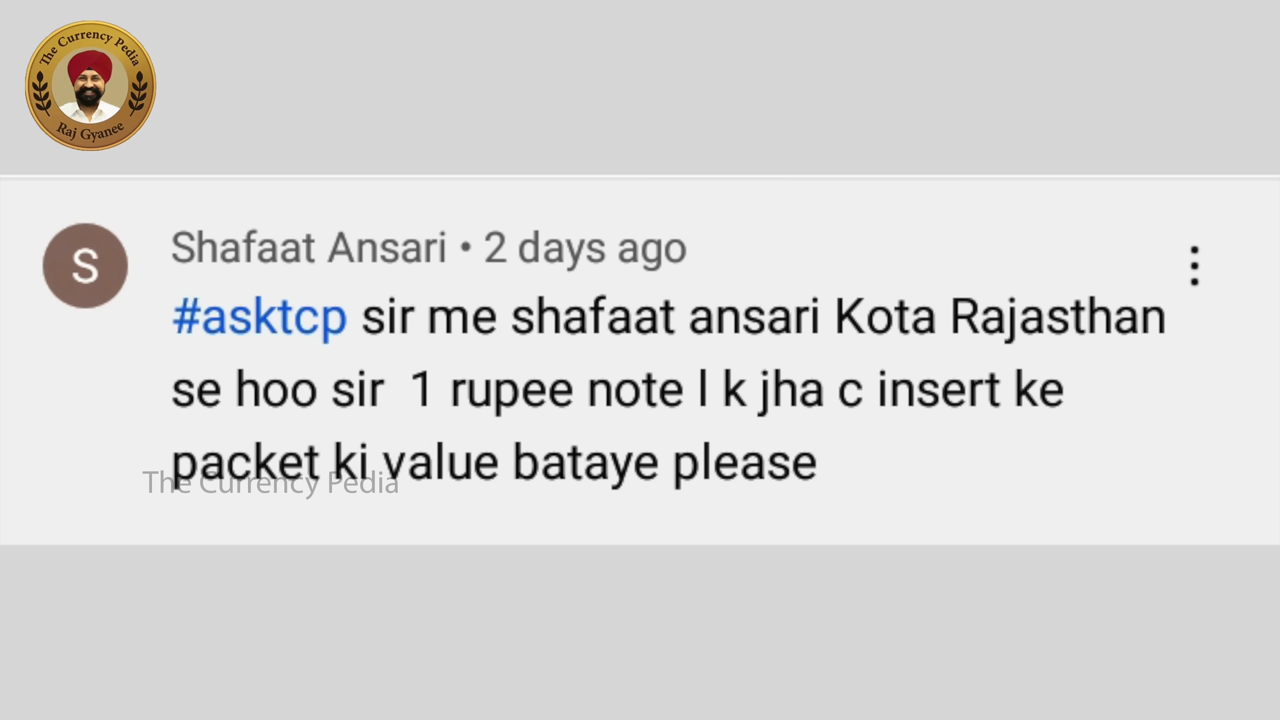 The Currency Pedia
Raj Gyanee
S
Shafaat Ansari • 2 days ago
#asktcp sir me shafaat ansari Kota Rajasthan
se hoo sir 1 rupee note l k jha c insert ke
packet ki value bataye please
The Currency Pedia